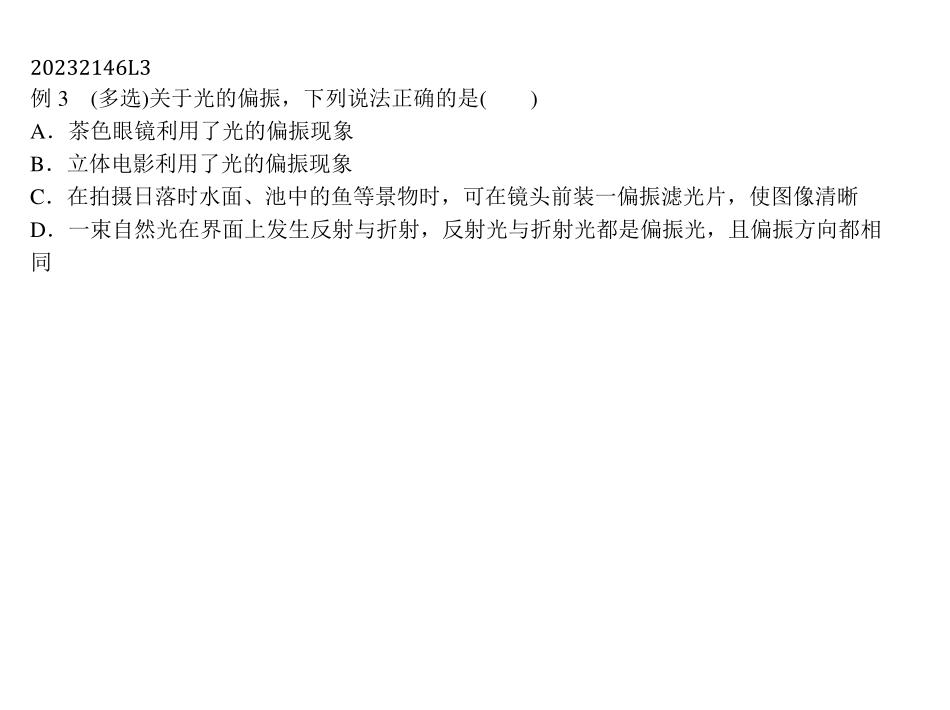 20232146L3
例 3　(多选)关于光的偏振，下列说法正确的是(　　)
A．茶色眼镜利用了光的偏振现象
B．立体电影利用了光的偏振现象
C．在拍摄日落时水面、池中的鱼等景物时，可在镜头前装一偏振滤光片，使图像清晰
D．一束自然光在界面上发生反射与折射，反射光与折射光都是偏振光，且偏振方向都相
同